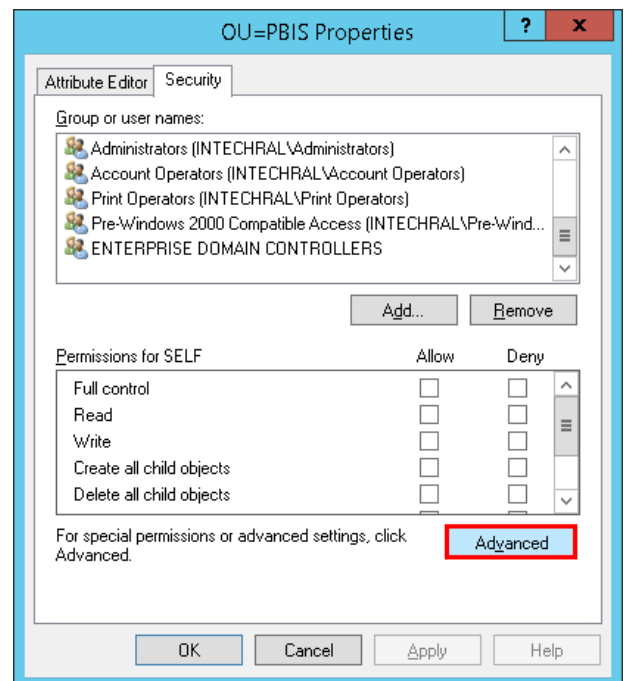 OU=PBIS Properties
?
x
Attribute Editor
Security
Group or user names:
Administrators (INTECHRAL\Administrators)
Account Operators (INTECHRAL\Account Operators)
Print Operators (INTECHRAL\Print Operators)
Pre-Windows 2000 Compatible Access (INTECHRAL\Pre-Wind...
ENTERPRISE DOMAIN CONTROLLERS
Add...
Remove
Permissions for SELF
Allow
Deny
Full control
Read
Write
Create all child objects
Delete all child objects
For special permissions or advanced settings, click
Advanced.
Advanced
OK
Cancel
Apply
Help